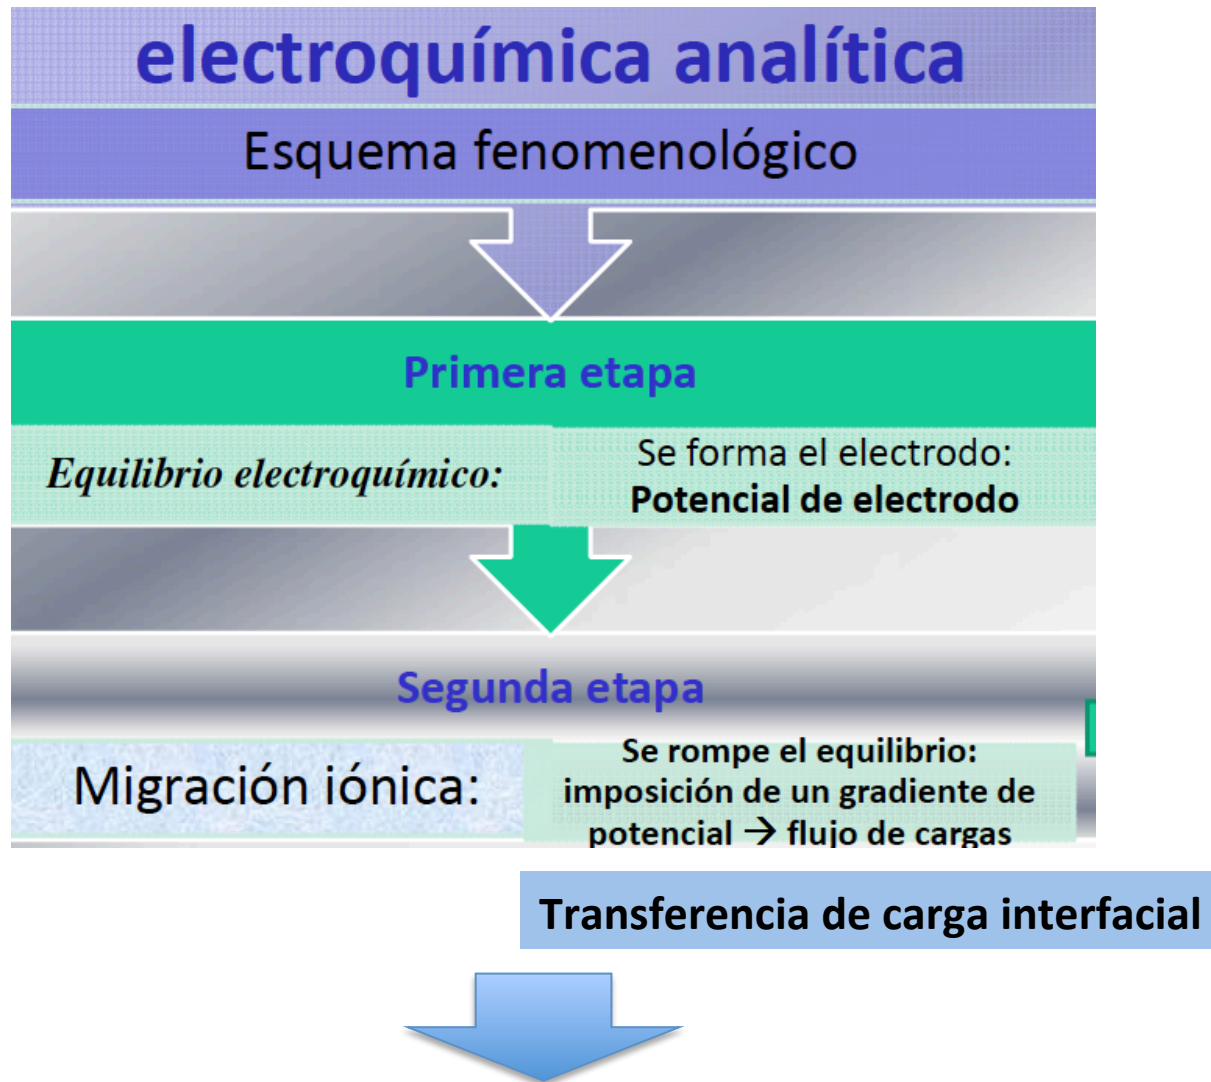 electroquímica analítica
Esquema fenomenológico
Primera etapa
Equilibrio electroquímico:
Se forma el electrodo:
Potencial de electrodo
Segunda etapa
Migración iónica:
Se rompe el equilibrio:
imposición de un gradiente de
potencial → flujo de cargas
Transferencia de carga interfacial